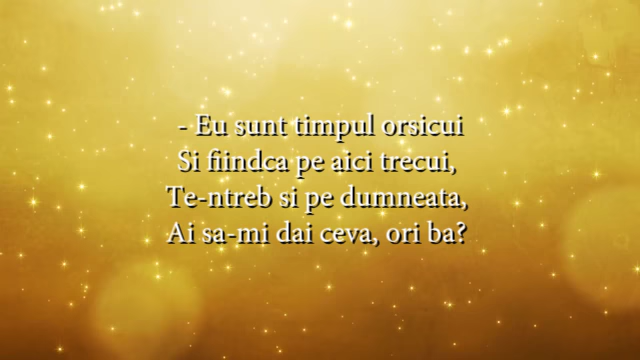 - Eu sunt timpul orsicui
Si fiindca pe aici trecui,
Te-ntreb si pe dumneata,
Ai sa-mi dai ceva, ori ba?